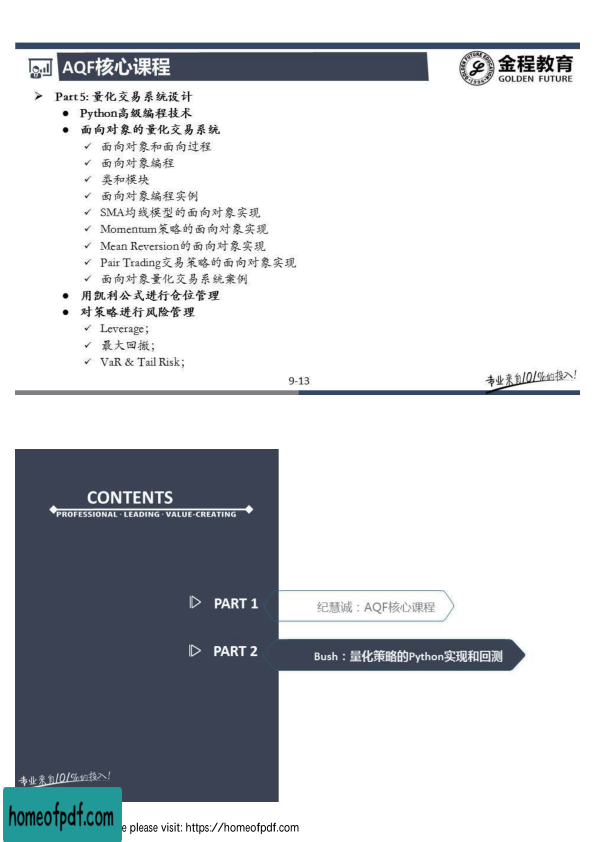 AQF核心课程
金程教育
GOLDEN FUTURE
➤ Part 5: 量化交易系统设计
● Python高级编程技术
● 面向对象的量化交易系统
✓ 面向对象和面向过程
✓ 面向对象编程
✓ 类和模块
✓ 面向对象编程实例
✓ SMA均线模型的面向对象实现
✓ Momentum策略的面向对象实现
✓ Mean Reversion的面向对象实现
✓ Pair Trading交易策略的面向对象实现
✓ 面向对象量化交易系统案例
● 用凯利公式进行仓位管理
● 对策略进行风险管理
✓ Leverage;
✓ 最大回撤;
✓ VaR & Tail Risk;
9-13
专业来自101%的投入!
CONTENTS
PROFESSIONAL · LEADING · VALUE-CREATING
PART 1
纪慧诚：AQF核心课程
PART 2
Bush：量化策略的Python实现和回测
专业来自101%的投入!
homeofpdf.com
e please visit: https://homeofpdf.com